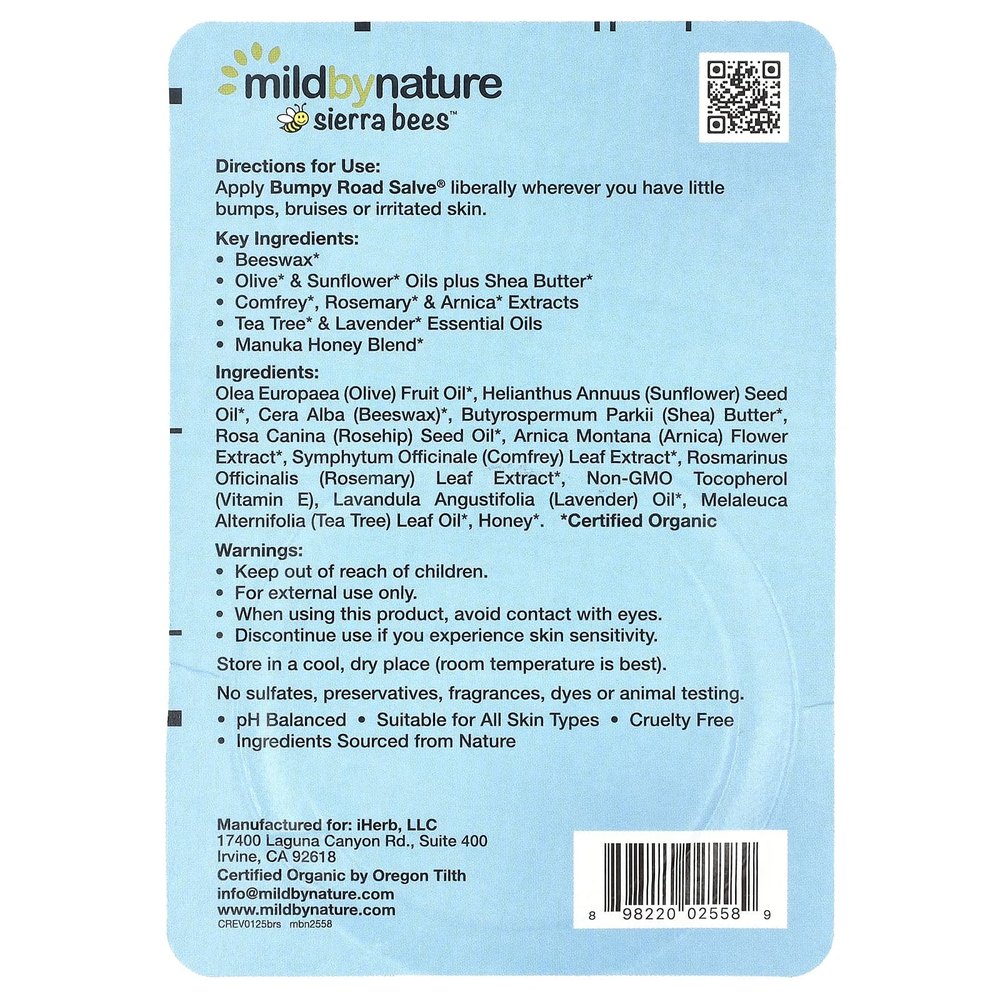 mildbynature
sierra bees™
Directions for Use:
Apply Bumpy Road Salve® liberally wherever you have little
bumps, bruises or irritated skin.
Key Ingredients:
• Beeswax*
• Olive* & Sunflower* Oils plus Shea Butter*
• Comfrey*, Rosemary* & Arnica* Extracts
• Tea Tree* & Lavender* Essential Oils
• Manuka Honey Blend*
Ingredients:
Olea Europaea (Olive) Fruit Oil*, Helianthus Annuus (Sunflower) Seed
Oil*, Cera Alba (Beeswax)*, Butyrospermum Parkii (Shea) Butter*,
Rosa Canina (Rosehip) Seed Oil*, Arnica Montana (Arnica) Flower
Extract*, Symphytum Officinale (Comfrey) Leaf Extract*, Rosmarinus
Officinalis (Rosemary) Leaf Extract*, Non-GMO Tocopherol
(Vitamin E), Lavandula Angustifolia (Lavender) Oil*, Melaleuca
Alternifolia (Tea Tree) Leaf Oil*, Honey*. *Certified Organic
Warnings:
• Keep out of reach of children.
• For external use only.
• When using this product, avoid contact with eyes.
• Discontinue use if you experience skin sensitivity.
Store in a cool, dry place (room temperature is best).
No sulfates, preservatives, fragrances, dyes or animal testing.
• pH Balanced • Suitable for All Skin Types • Cruelty Free
• Ingredients Sourced from Nature
Manufactured for: iHerb, LLC
17400 Laguna Canyon Rd., Suite 400
Irvine, CA 92618
Certified Organic by Oregon Tilth
info@mildbynature.com
www.mildbynature.com
CREV0125brs mbn2558
8 98220 02558 9